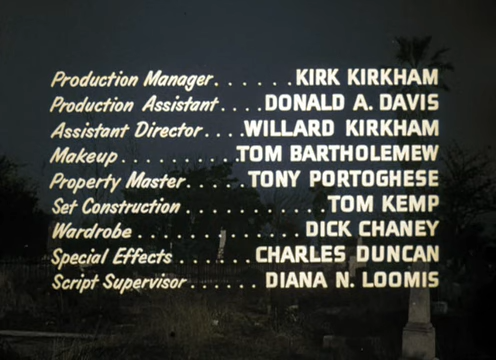 Production Manager.......KIRK KIRKHAM
Production Assistant....DONALD A. DAVIS
Assistant Director....WILLARD KIRKHAM
Makeup..........TOM BARTHOLEMEW
Property Master......TONY PORTOGHESE
Set Construction............TOM KEMP
Wardrobe...............DICK CHANEY
Special Effects.......CHARLES DUNCAN
Script Supervisor......DIANA N. LOOMIS